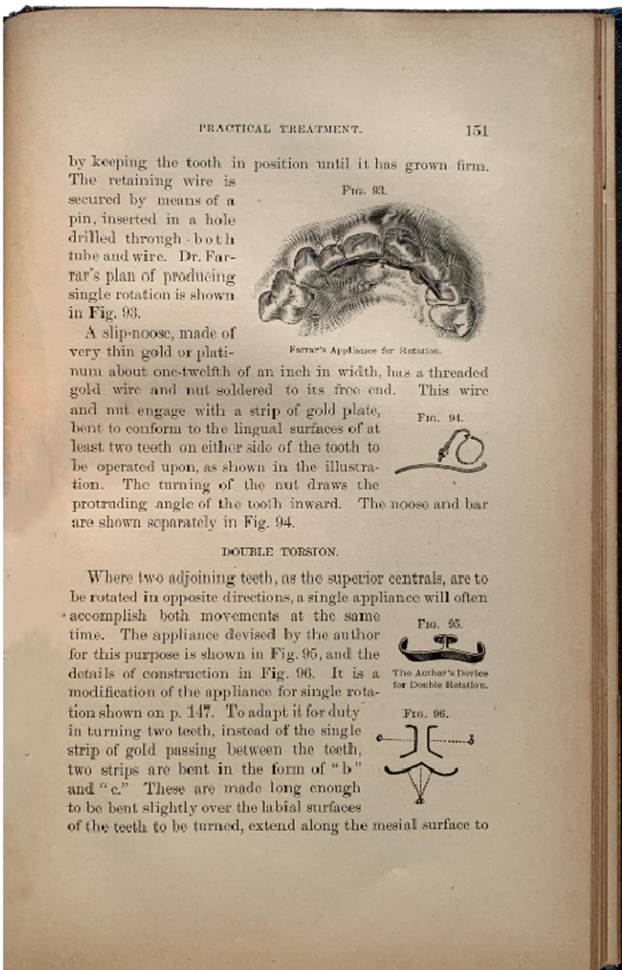 PRACTICAL TREATMENT. 151
by keeping the tooth in position until it has grown firm.
The retaining wire is
secured by means of a
pin, inserted in a hole
drilled through both
tube and wire. Dr. Far-
rar's plan of producing
single rotation is shown
in Fig. 93.
FIG. 93.
Farrar's Appliance for Rotation.
A slip-noose, made of
very thin gold or plati-
num about one-twelfth of an inch in width, has a threaded
gold wire and nut soldered to its free end. This wire
and nut engage with a strip of gold plate,
bent to conform to the lingual surfaces of at
least two teeth on either side of the tooth to
be operated upon, as shown in the illustra-
tion. The turning of the nut draws the
FIG. 94.
protruding angle of the tooth inward. The noose and bar
are shown separately in Fig. 94.
DOUBLE TORSION.
Where two adjoining teeth, as the superior centrals, are to
be rotated in opposite directions, a single appliance will often
accomplish both movements at the same
time. The appliance devised by the author
for this purpose is shown in Fig. 95, and the
details of construction in Fig. 96. It is a
modification of the appliance for single rota-
tion shown on p. 147. To adapt it for duty
in turning two teeth, instead of the single
strip of gold passing between the teeth,
two strips are bent in the form of "b"
and "c." These are made long enough
to be bent slightly over the labial surfaces
FIG. 95.
The Author's Device
for Double Rotation.
FIG. 96.
c b
a
of the teeth to be turned, extend along the mesial surface to